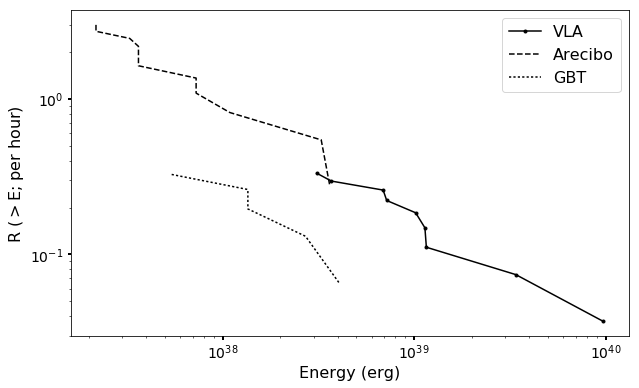 VLA
Arecibo
GBT
R ( > E; per hour)
10⁰
10⁻¹
10³⁸
10³⁹
10⁴⁰
Energy (erg)